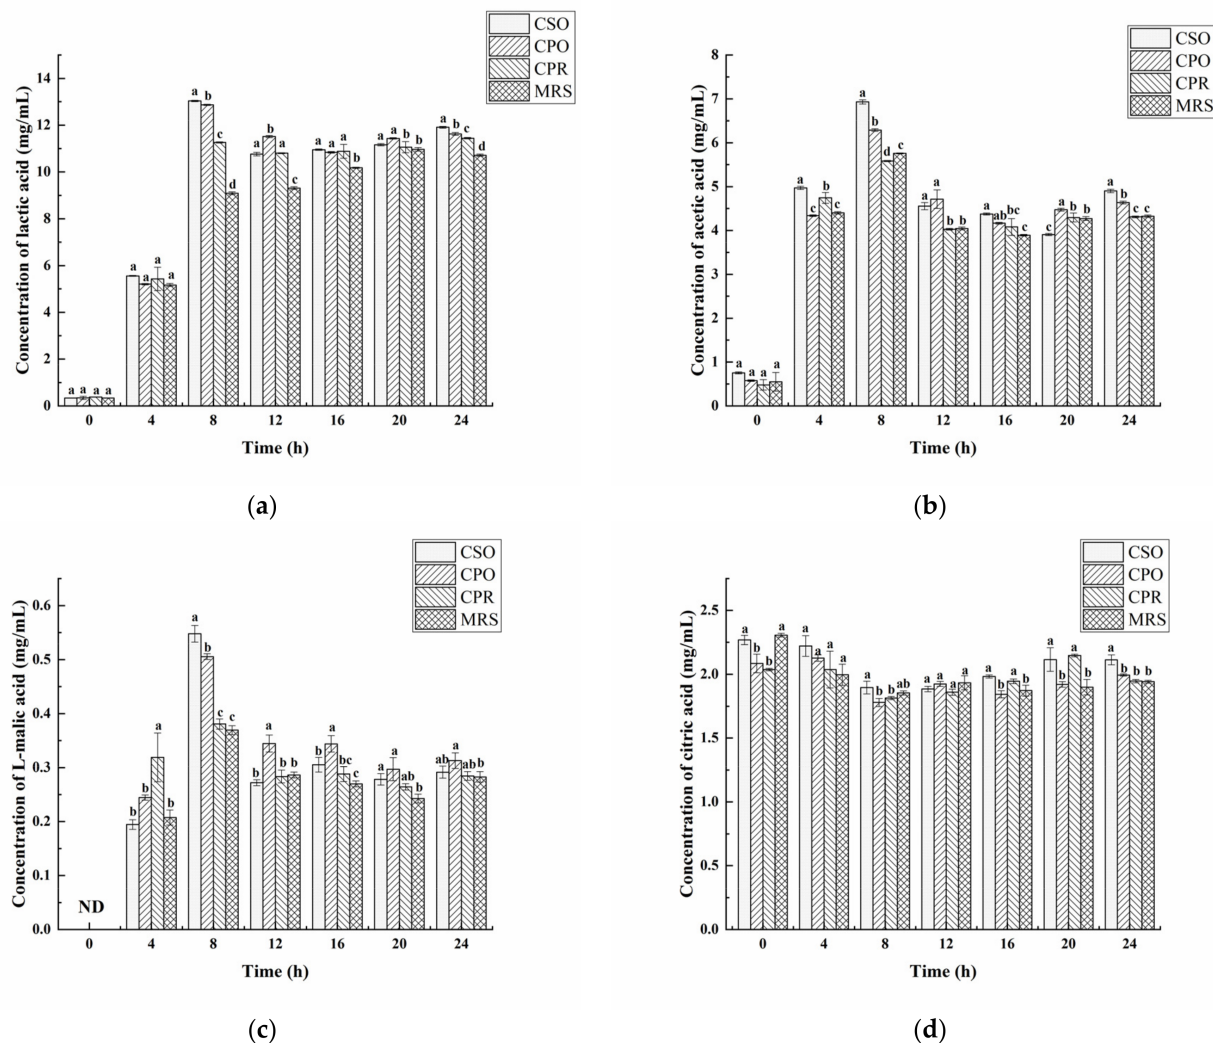 CSO
CPO
CPR
MRS
Concentration of lactic acid (mg/mL)
14
12
10
8
6
4
2
0
a a a a
a a a a
a b c d
a b a c
a a a b
a a b b
a b c d
0 4 8 12 16 20 24
Time (h)
(a)
CSO
CPO
CPR
MRS
Concentration of acetic acid (mg/mL)
8
7
6
5
4
3
2
1
0
a a a a
a c b c
a b d c
a a b b
a ab bc c
c a b b
a b c c
0 4 8 12 16 20 24
Time (h)
(b)
CSO
CPO
CPR
MRS
Concentration of L-malic acid (mg/mL)
0.6
0.5
0.4
0.3
0.2
0.1
0.0
ND
b b a b
a b c c
b a b b
b a bc c
a a ab b
ab a ab b
0 4 8 12 16 20 24
Time (h)
(c)
CSO
CPO
CPR
MRS
Concentration of citric acid (mg/mL)
2.5
2.0
1.5
1.0
0.5
0.0
a b b a
a a a a
a b b ab
a a a a
a b a b
a b a b
a b b b
0 4 8 12 16 20 24
Time (h)
(d)